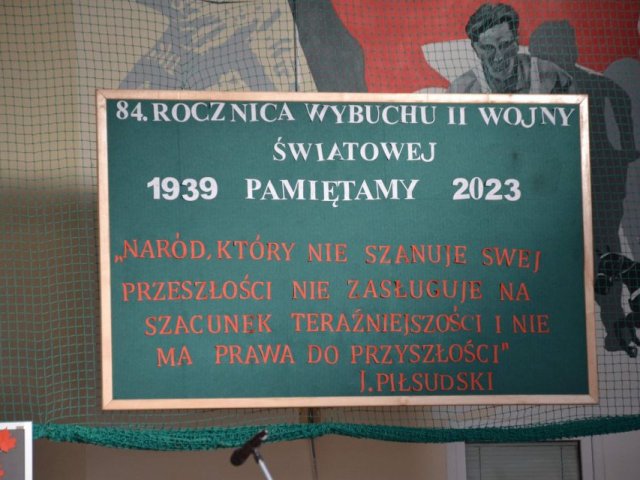 84. ROCZNICA WYBUCHU II WOJNY
ŚWIATOWEJ
1939 PAMIĘTAMY 2023
„NARÓD, KTÓRY NIE SZANUJE SWEJ
PRZESZŁOŚCI NIE ZASŁUGUJE NA
SZACUNEK TERAŹNIEJSZOŚCI I NIE
MA PRAWA DO PRZYSZŁOŚCI"
J. PIŁSUDSKI